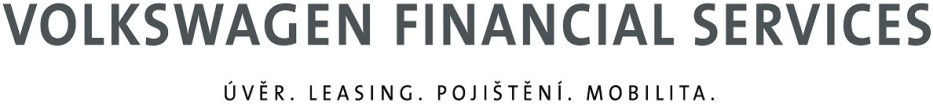 VOLKSWAGEN FINANCIAL SERVICES
ÚVĚR. LEASING. POJIŠTĚNÍ. MOBILITA.